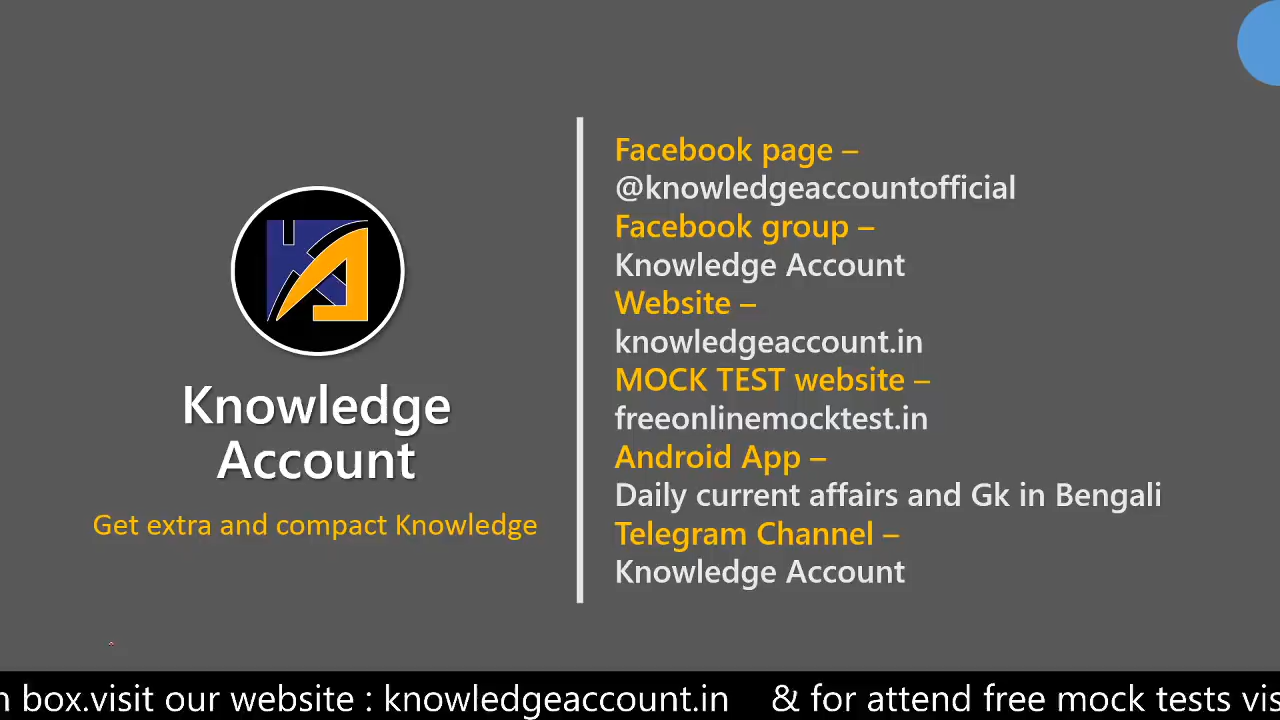 Knowledge
Account
Get extra and compact Knowledge
Facebook page –
@knowledgeaccountofficial
Facebook group –
Knowledge Account
Website –
knowledgeaccount.in
MOCK TEST website –
freeonlinemocktest.in
Android App –
Daily current affairs and Gk in Bengali
Telegram Channel –
Knowledge Account
box.visit our website : knowledgeaccount.in & for attend free mock tests